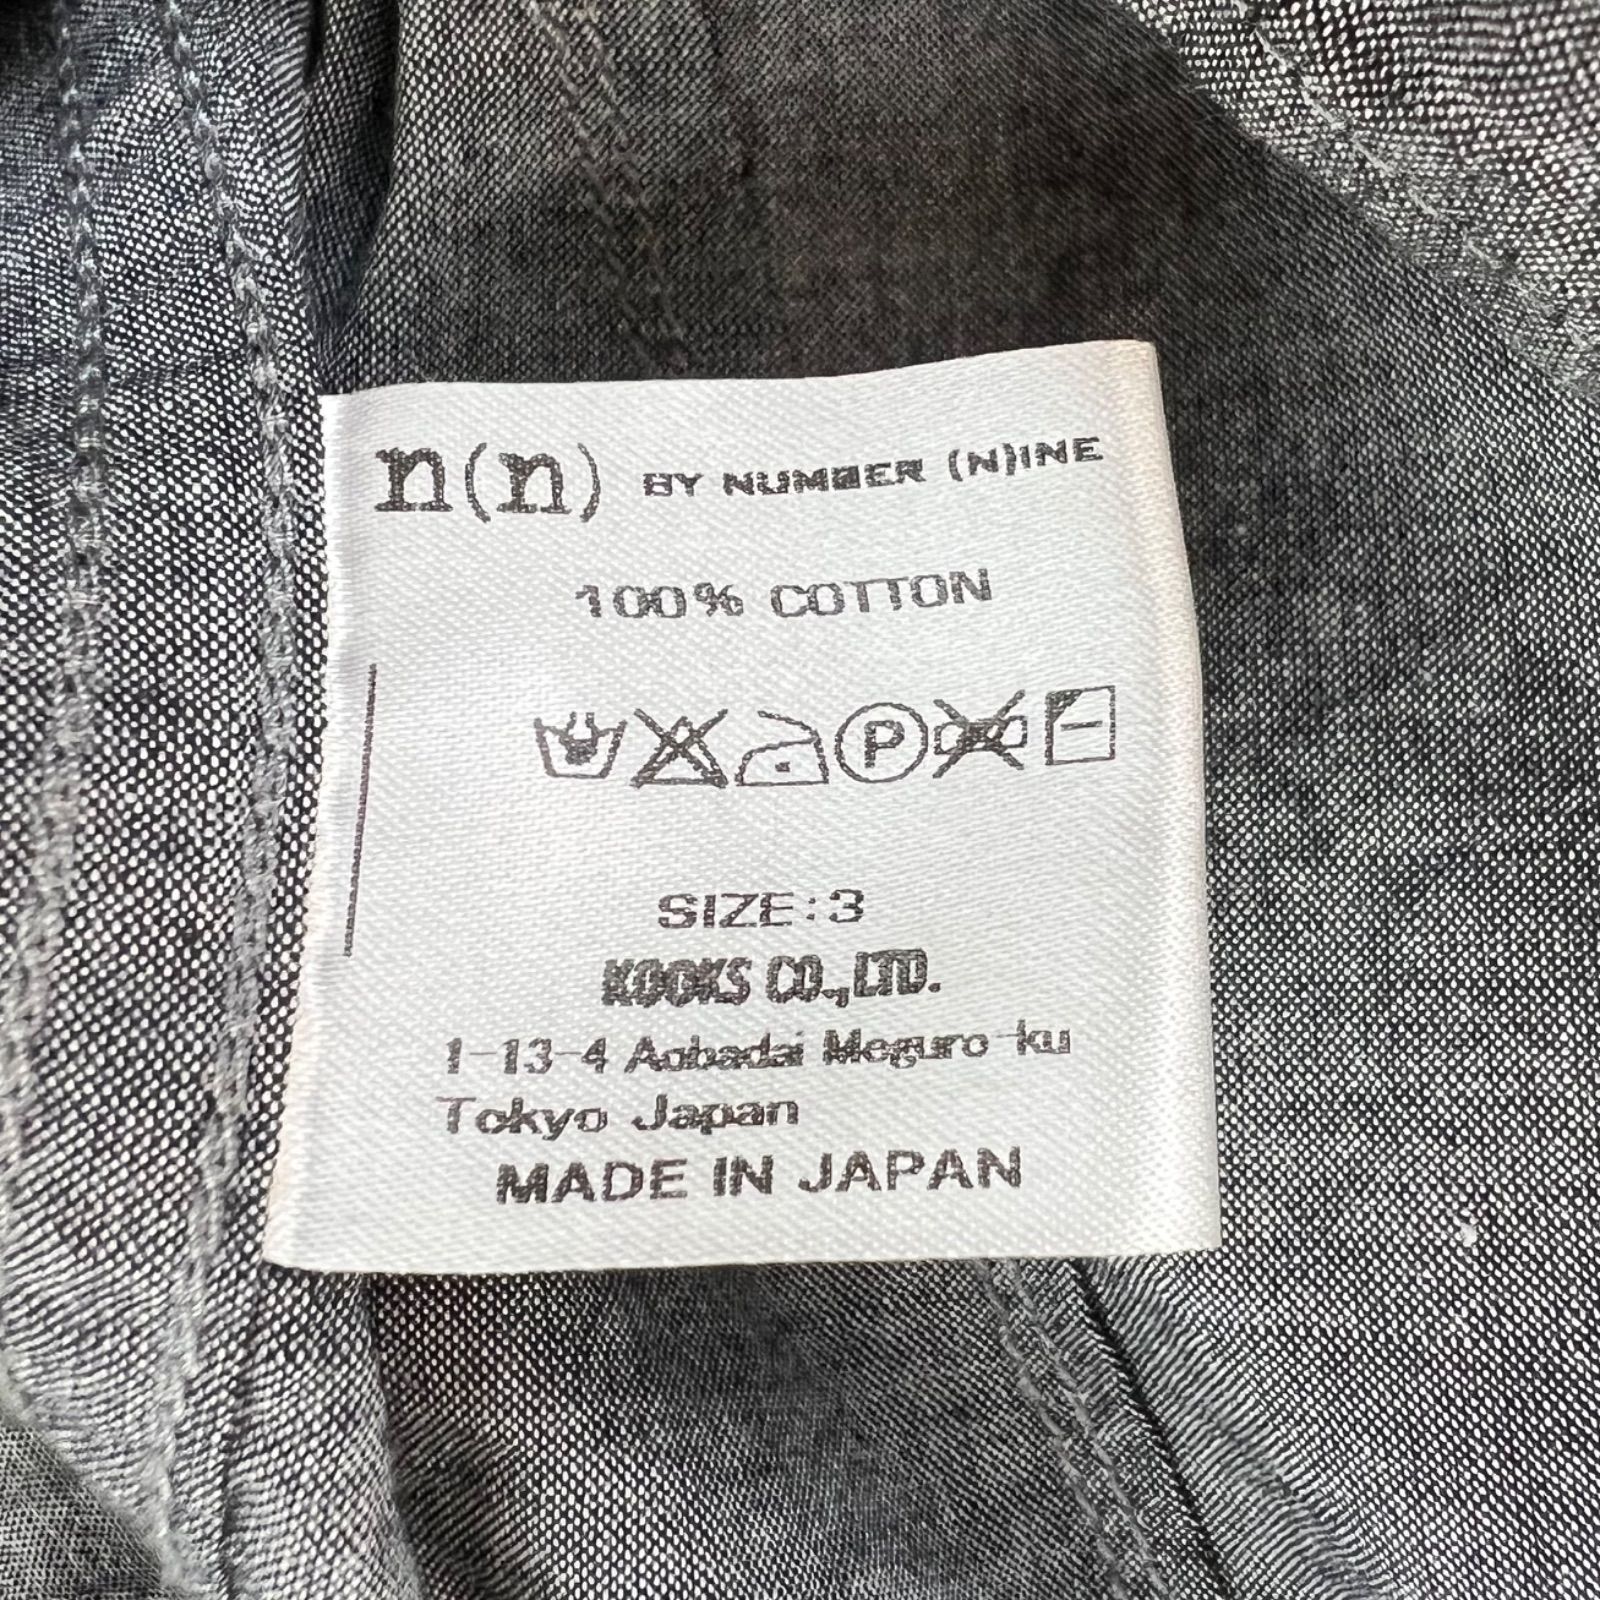 n(n) BY NUMBER (N)INE
100% COTTON
P
SIZE:3
KOOKS CO.,LTD.
1-13-4 Aobadai Meguro-ku
Tokyo Japan
MADE IN JAPAN